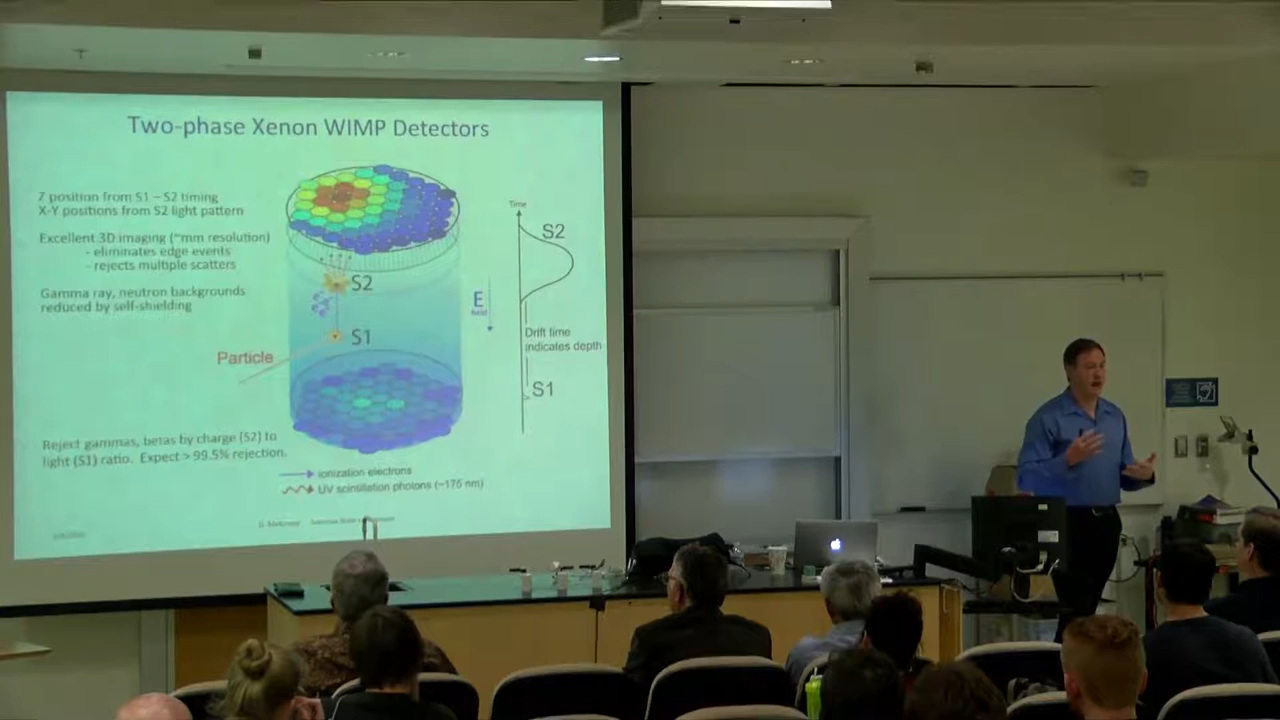 Two-phase Xenon WIMP Detectors
Z position from S1 – S2 timing
X-Y positions from S2 light pattern
Excellent 3D imaging (~mm resolution)
- eliminates edge events
- rejects multiple scatters
Gamma ray, neutron backgrounds
reduced by self-shielding
Reject gammas, betas by charge (S2) to
light (S1) ratio. Expect > 99.5% rejection.
S2
S1
Particle
E
field
Time
S2
Drift time
indicates depth
S1
ionization electrons
UV scintillation photons (~175 nm)